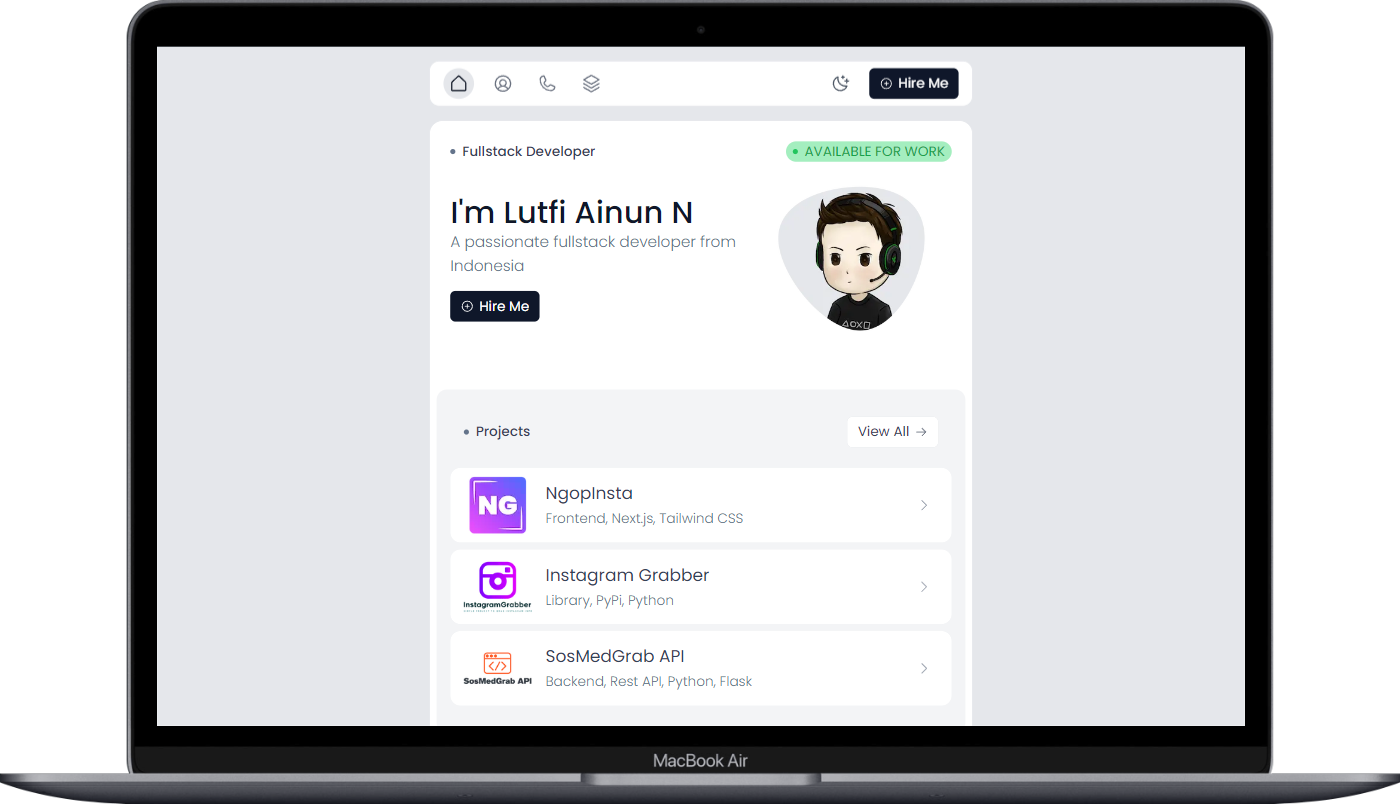 Hire Me
Fullstack Developer
AVAILABLE FOR WORK
I'm Lutfi Ainun N
A passionate fullstack developer from
Indonesia
Hire Me
Projects
View All
NG
NgopInsta
Frontend, Next.js, Tailwind CSS
InstagramGrabber
Instagram Grabber
Library, PyPi, Python
SosMedGrab API
SosMedGrab API
Backend, Rest API, Python, Flask
MacBook Air